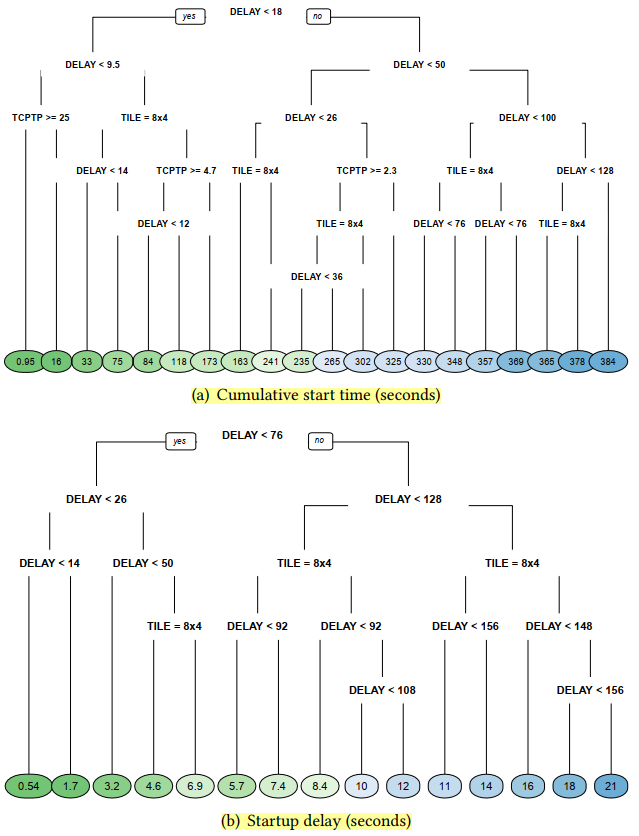 yes DELAY < 18 no
DELAY < 9.5 DELAY < 50
TCPTP >= 25 TILE = 8x4 DELAY < 26 DELAY < 100
DELAY < 14 TCPTP >= 4.7 TILE = 8x4 TCPTP >= 2.3 TILE = 8x4 DELAY < 128
DELAY < 12 TILE = 8x4 DELAY < 76 DELAY < 76 TILE = 8x4
DELAY < 36
0.95 16 33 75 84 118 173 163 241 235 265 302 325 330 348 357 369 365 378 384
(a) Cumulative start time (seconds)
yes DELAY < 76 no
DELAY < 26 DELAY < 128
DELAY < 14 DELAY < 50 TILE = 8x4 TILE = 8x4
TILE = 8x4 DELAY < 92 DELAY < 92 DELAY < 156 DELAY < 148
DELAY < 108 DELAY < 156
0.54 1.7 3.2 4.6 6.9 5.7 7.4 8.4 10 12 11 14 16 18 21
(b) Startup delay (seconds)